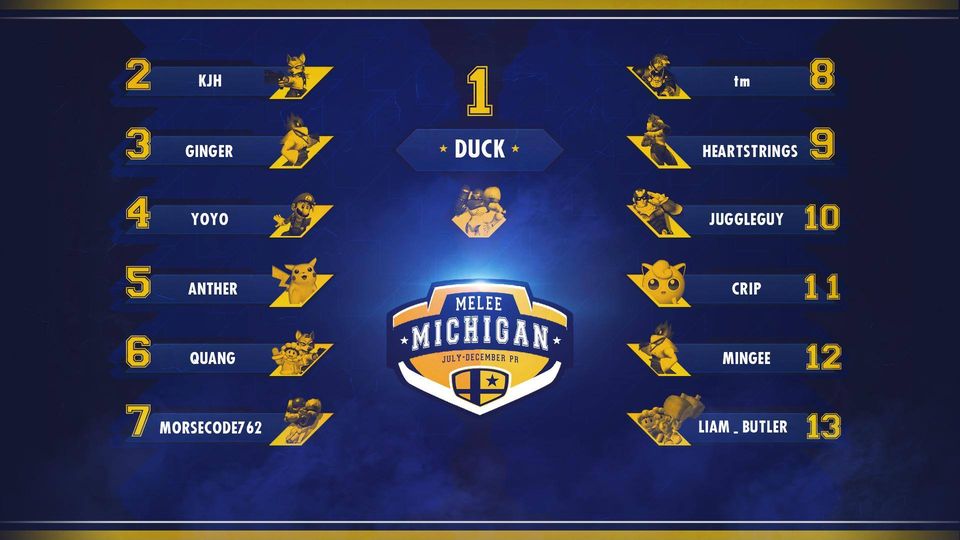 1
★ DUCK ★
2 KJH
3 GINGER
4 YOYO
5 ANTHER
6 QUANG
7 MORSECODE762
tm 8
HEARTSTRINGS 9
JUGGLEGUY 10
CRIP 11
MINGEE 12
LIAM_BUTLER 13
MELEE
★MICHIGAN★
JULY-DECEMBER PR